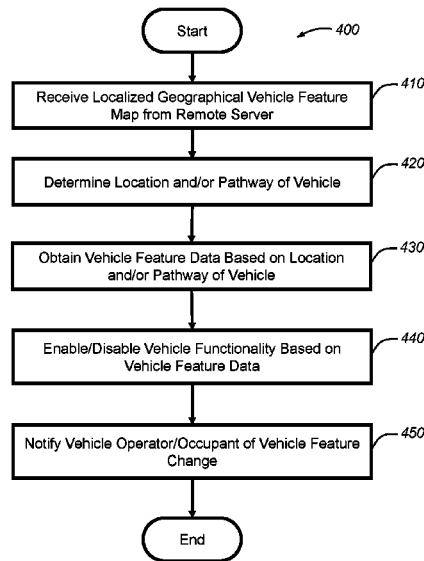 Start
400
Receive Localized Geographical Vehicle Feature
Map from Remote Server
410
Determine Location and/or Pathway of Vehicle
420
Obtain Vehicle Feature Data Based on Location
and/or Pathway of Vehicle
430
Enable/Disable Vehicle Functionality Based on
Vehicle Feature Data
440
Notify Vehicle Operator/Occupant of Vehicle Feature
Change
450
End